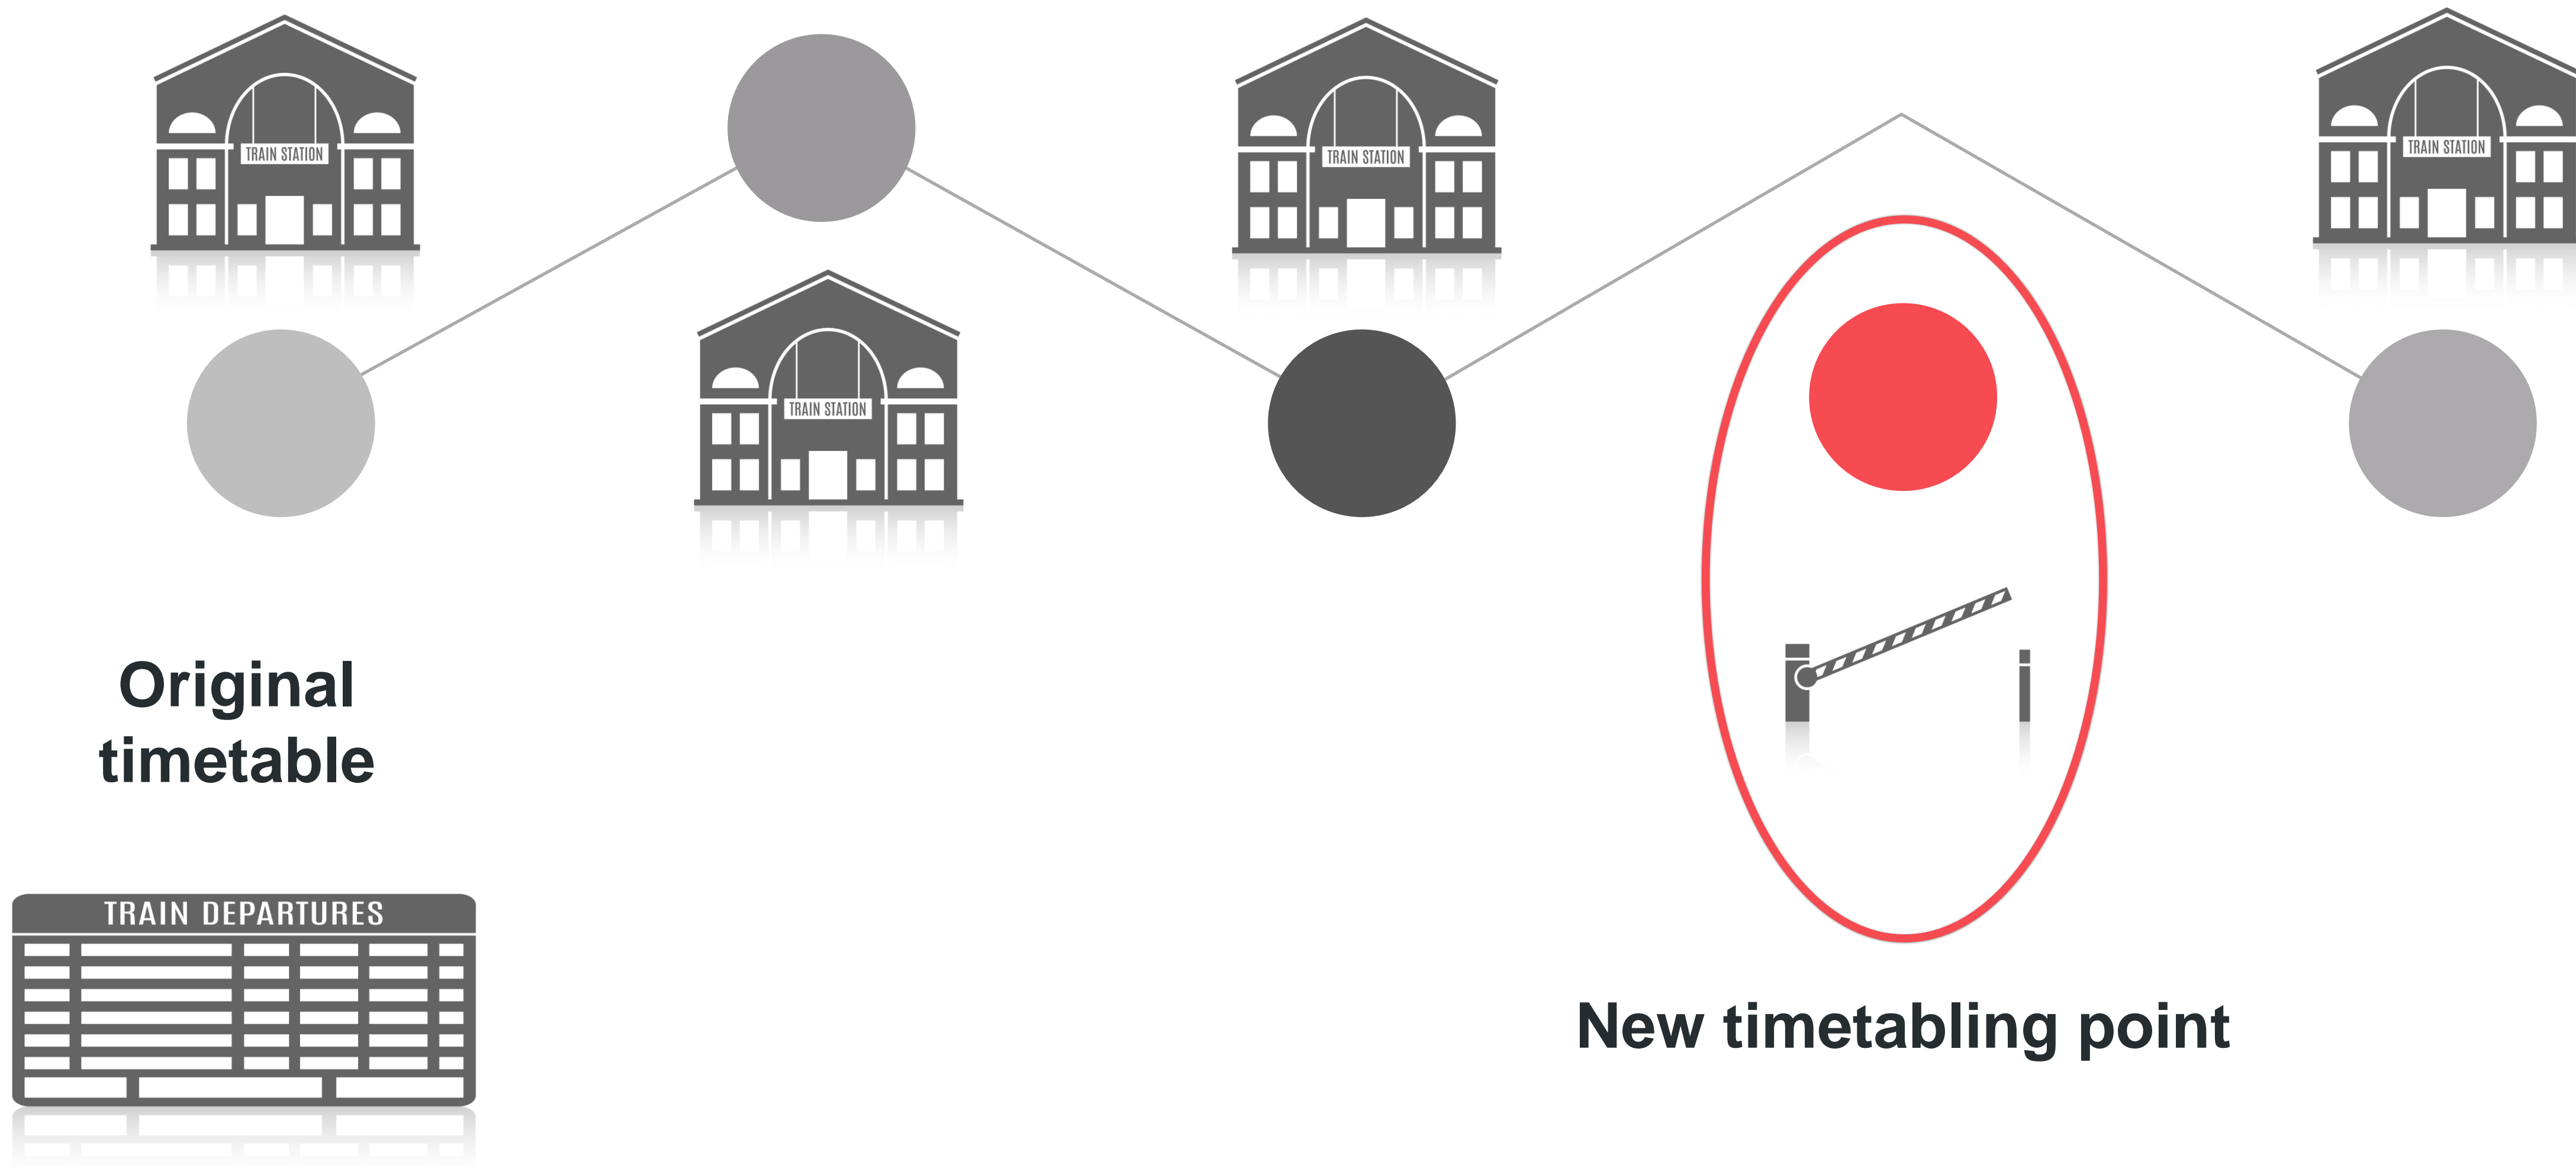 TRAIN STATION
TRAIN STATION
TRAIN STATION
TRAIN STATION
Original
timetable
TRAIN DEPARTURES
New timetabling point